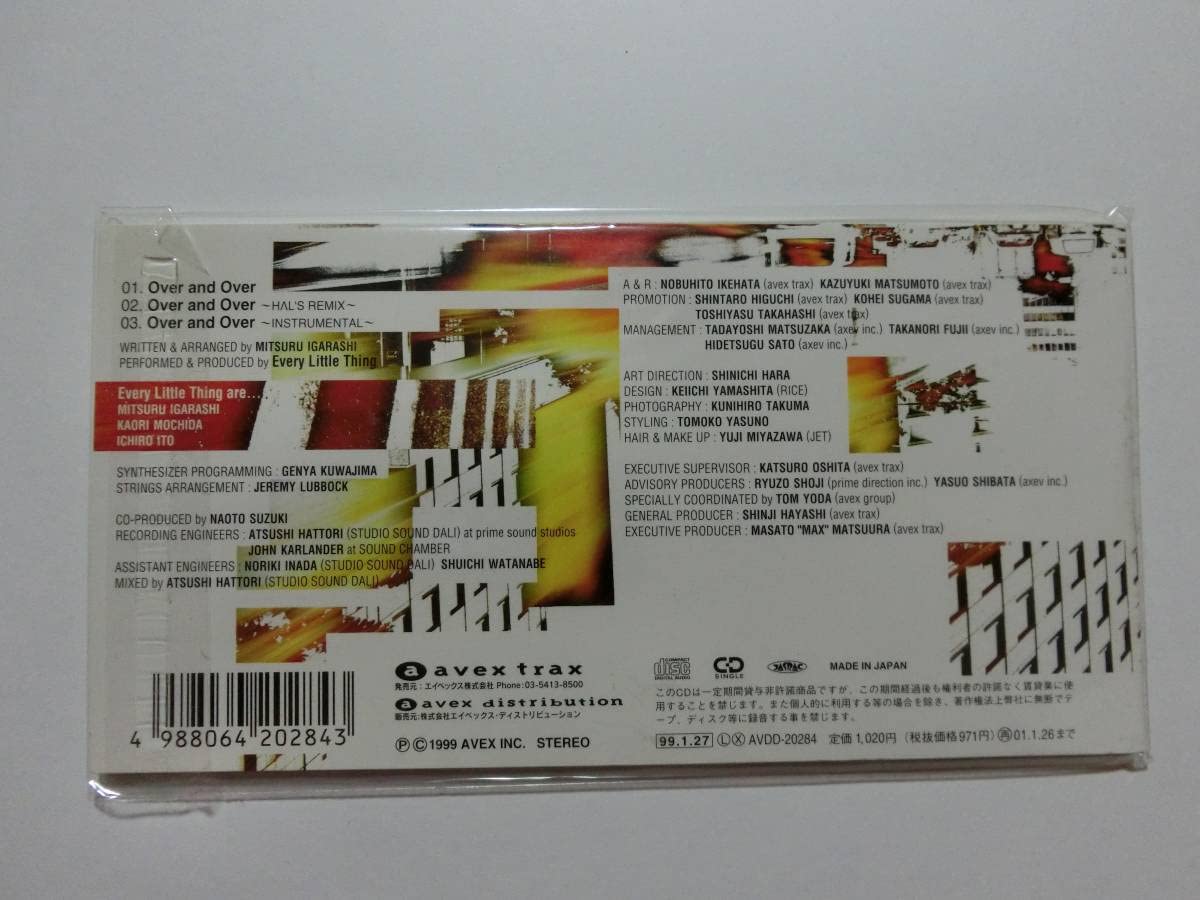 01. Over and Over
02. Over and Over ~HAL'S REMIX~
03. Over and Over ~INSTRUMENTAL~
WRITTEN & ARRANGED by MITSURU IGARASHI
PERFORMED & PRODUCED by Every Little Thing
Every Little Thing are....
MITSURU IGARASHI
KAORI MOCHIDA
ICHIRO ITO
SYNTHESIZER PROGRAMMING : GENYA KUWAJIMA
STRINGS ARRANGEMENT : JEREMY LUBBOCK
CO-PRODUCED by NAOTO SUZUKI
RECORDING ENGINEERS : ATSUSHI HATTORI (STUDIO SOUND DALI) at prime sound studios
JOHN KARLANDER at SOUND CHAMBER
ASSISTANT ENGINEERS : NORIKI INADA (STUDIO SOUND DALI) SHUICHI WATANABE
MIXED by ATSUSHI HATTORI (STUDIO SOUND DALI)
A & R : NOBUHITO IKEHATA (avex trax) KAZUYUKI MATSUMOTO (avex trax)
PROMOTION : SHINTARO HIGUCHI (avex trax) KOHEI SUGAMA (avex trax)
TOSHIYASU TAKAHASHI (avex trax)
MANAGEMENT : TADAYOSHI MATSUZAKA (axev inc.) TAKANORI FUJII (axev inc.)
HIDETSUGU SATO (axev inc.)
ART DIRECTION : SHINICHI HARA
DESIGN : KEIICHI YAMASHITA (RICE)
PHOTOGRAPHY : KUNIHIRO TAKUMA
STYLING : TOMOKO YASUNO
HAIR & MAKE UP : YUJI MIYAZAWA (JET)
EXECUTIVE SUPERVISOR : KATSURO OSHITA (avex trax)
ADVISORY PRODUCERS : RYUZO SHOJI (prime direction inc.) YASUO SHIBATA (axev inc.)
SPECIALLY COORDINATED by TOM YODA (avex group)
GENERAL PRODUCER : SHINJI HAYASHI (avex trax)
EXECUTIVE PRODUCER : MASATO "MAX" MATSUURA (avex trax)
4 988064 202843
a avex trax
発売元：エイベックス株式会社 Phone：03-5413-8500
a avex distribution
販売元：株式会社エイベックス・ディストリビューション
Ⓟ©1999 AVEX INC. STEREO
COMPACT disc DIGITAL AUDIO
CD SINGLE
JASRAC
MADE IN JAPAN
このCDは一定期間貸与非許諾商品ですが、この期間経過後も権利者の許諾なく賃貸業に使
用することを禁じます。また個人的に利用する等の場合を除き、著作権法上弊社に無断でテ
ープ、ディスク等に録音する事を禁じます。
99.1.27 ⓁⓍ AVDD-20284 定価 1,020円（税抜価格971円）㊢01.1.26まで